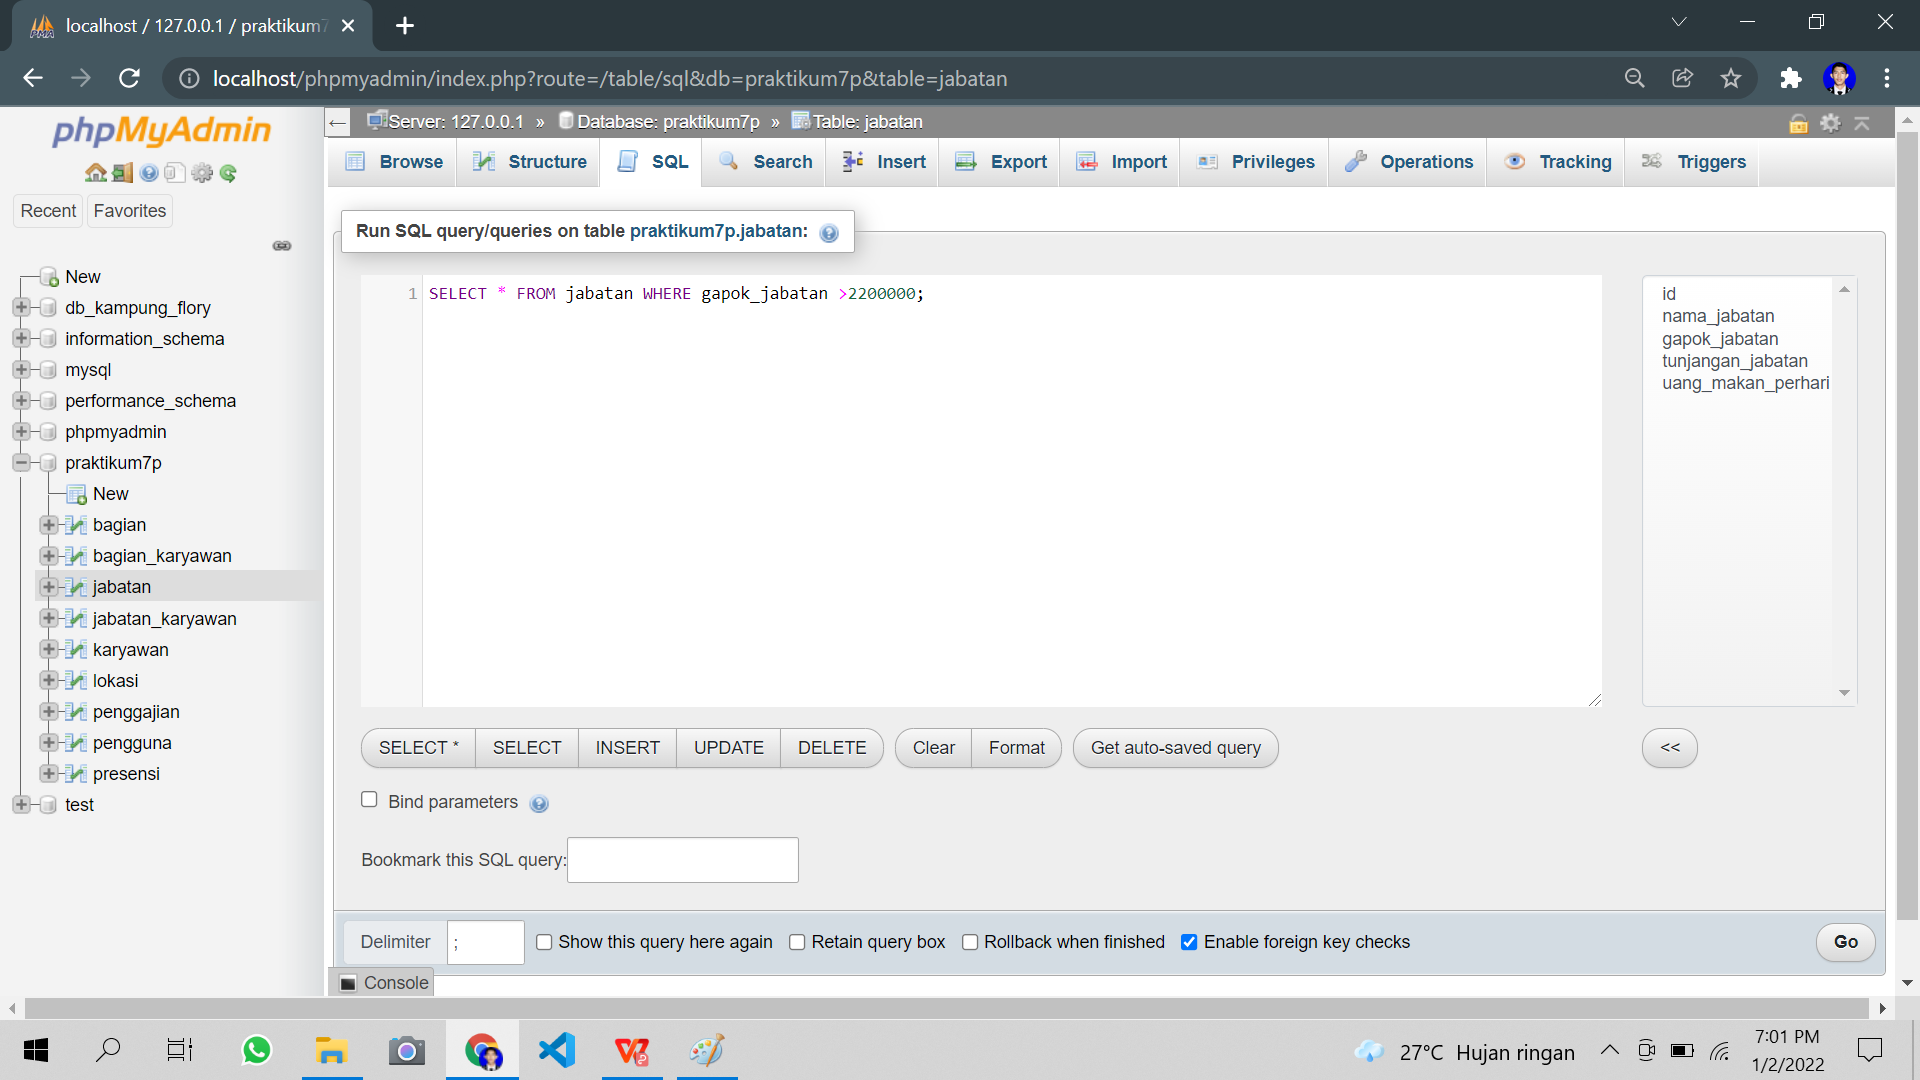 localhost / 127.0.0.1 / praktikum7
localhost/phpmyadmin/index.php?route=/table/sql&db=praktikum7p&table=jabatan
phpMyAdmin
Recent
Favorites
New
db_kampung_flory
information_schema
mysql
performance_schema
phpmyadmin
praktikum7p
New
bagian
bagian_karyawan
jabatan
jabatan_karyawan
karyawan
lokasi
penggajian
pengguna
presensi
test
Server: 127.0.0.1 » Database: praktikum7p » Table: jabatan
Browse Structure SQL Search Insert Export Import Privileges Operations Tracking Triggers
Run SQL query/queries on table praktikum7p.jabatan:
1 SELECT * FROM jabatan WHERE gapok_jabatan >2200000;
id
nama_jabatan
gapok_jabatan
tunjangan_jabatan
uang_makan_perhari
SELECT * SELECT INSERT UPDATE DELETE Clear Format Get auto-saved query <<
Bind parameters
Bookmark this SQL query:
Delimiter ; Show this query here again Retain query box Rollback when finished Enable foreign key checks Go
Console
27°C Hujan ringan
7:01 PM
1/2/2022